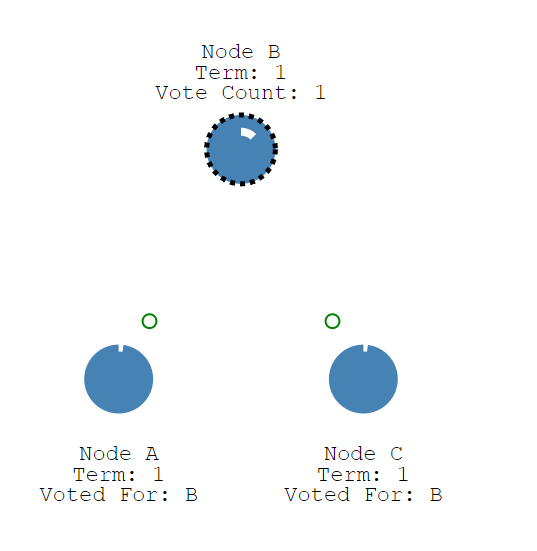 Node B
Term: 1
Vote Count: 1
Node A
Term: 1
Voted For: B
Node C
Term: 1
Voted For: B